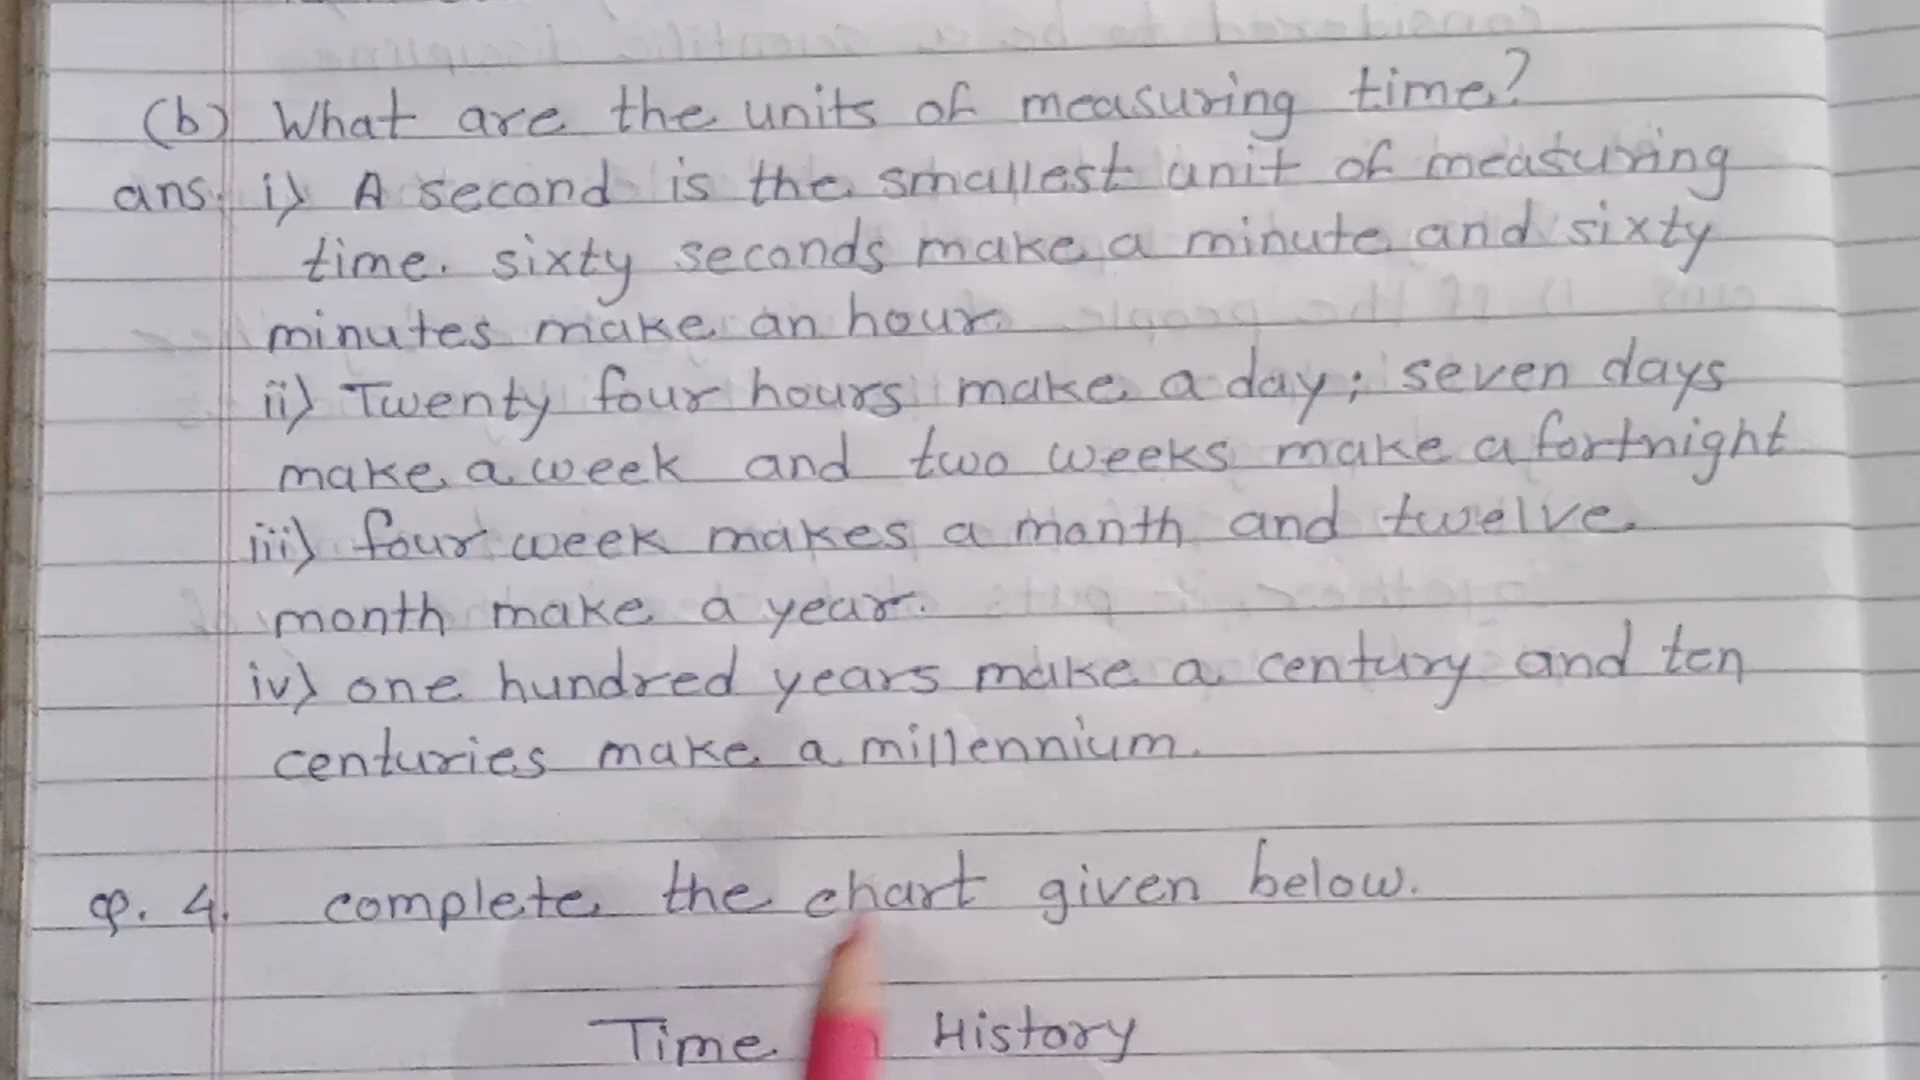 (b) What are the units of measuring time?
ans. i) A second is the smallest unit of measuring
time. sixty seconds make a minute and sixty
minutes make an hour.
ii) Twenty four hours make a day; seven days
make a week and two weeks make a fortnight
iii) four week makes a month and twelve
month make a year.
iv) one hundred years make a century and ten
centuries make a millennium.
Q. 4. complete the chart given below.
Time History